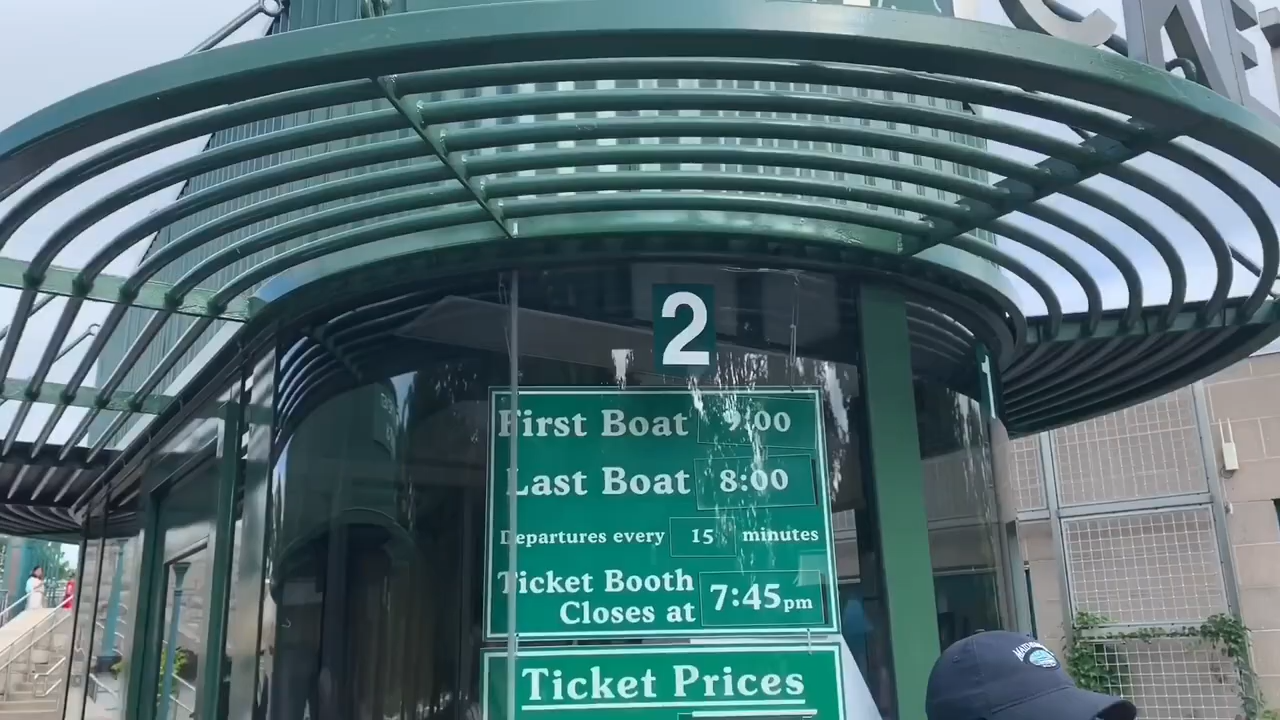 2
First Boat 9:00
Last Boat 8:00
Departures every 15 minutes
Ticket Booth
Closes at 7:45pm
Ticket Prices